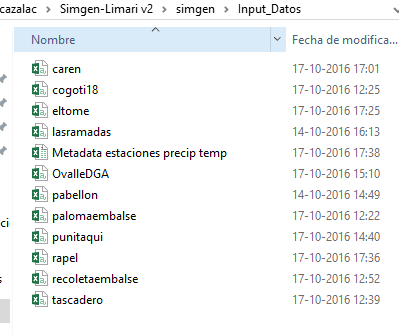 cazalac > Simgen-Limari v2 > simgen > Input_Datos
Nombre Fecha de modifica...
caren 17-10-2016 17:01
cogoti18 17-10-2016 12:25
eltome 17-10-2016 17:25
lasramadas 14-10-2016 16:13
Metadata estaciones precip temp 17-10-2016 17:38
OvalleDGA 17-10-2016 15:10
pabellon 14-10-2016 14:49
palomaembalse 17-10-2016 12:22
punitaqui 17-10-2016 14:40
rapel 17-10-2016 17:36
recoletaembalse 17-10-2016 12:52
tascadero 17-10-2016 12:39